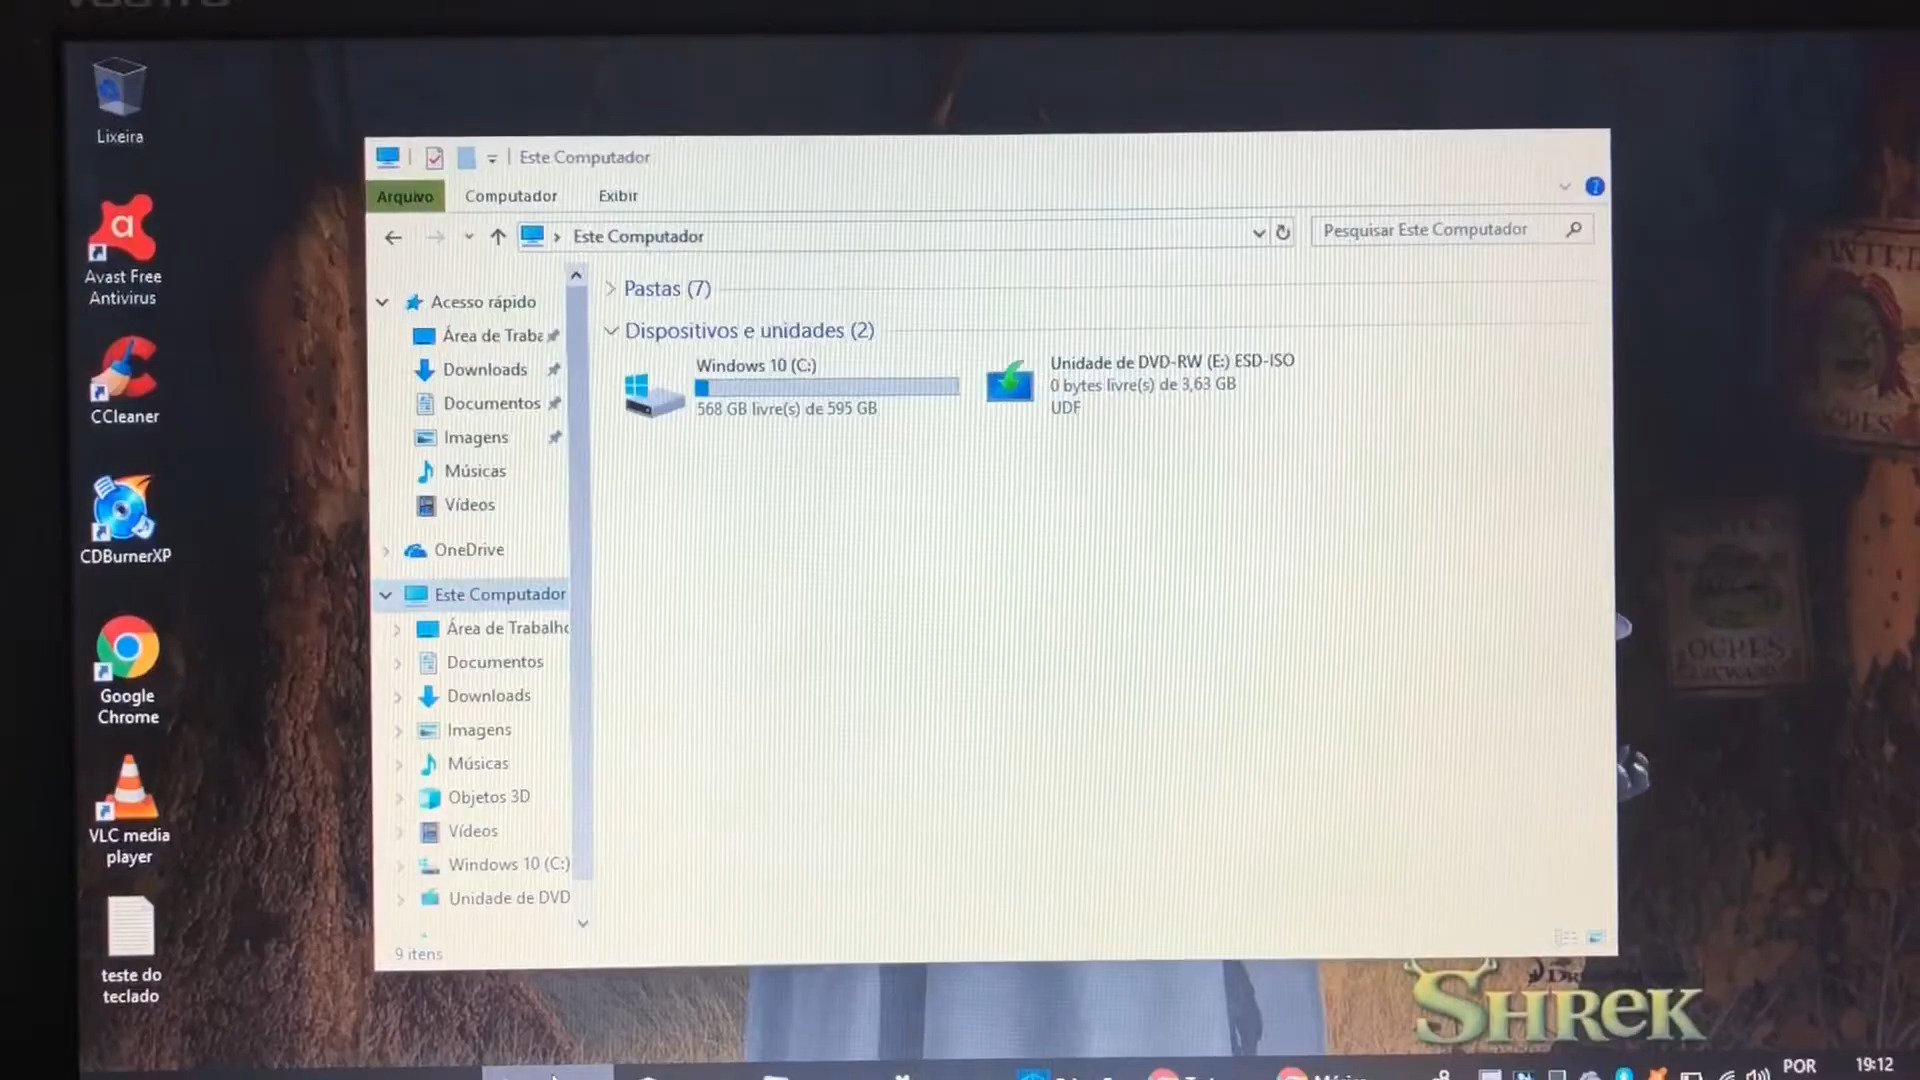 Lixeira
Avast Free
Antivirus
CCleaner
CDBurnerXP
Google
Chrome
VLC media
player
teste do
teclado
Este Computador
Arquivo
Computador
Exibir
Este Computador
Pesquisar Este Computador
Acesso rápido
Área de Traba
Downloads
Documentos
Imagens
Músicas
Vídeos
OneDrive
Este Computador
Área de Trabalho
Documentos
Downloads
Imagens
Músicas
Objetos 3D
Vídeos
Windows 10 (C:)
Unidade de DVD
9 itens
Pastas (7)
Dispositivos e unidades (2)
Windows 10 (C:)
568 GB livre(s) de 595 GB
Unidade de DVD-RW (E:) ESD-ISO
0 bytes livre(s) de 3,63 GB
UDF
OGRES
SHREK
POR
19:12